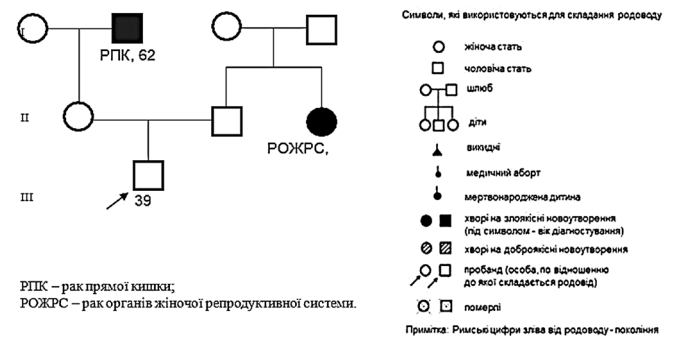 I
РПК, 62
II
РОЖРС,
39
III
РПК – рак прямої кишки;
РОЖРС – рак органів жіночої репродуктивної системи.
Символи, які використовуються для складання родоводу
жіноча стать
чоловіча стать
шлюб
діти
викидні
медичний аборт
мертвонароджена дитина
хворі на злоякісні новоутворення
(під символом - вік діагностування)
хворі на доброякісні новоутворення
пробанд (особа, по відношенню
до якої складається родовід)
померлі
Примітка: Римські цифри зліва від родоводу - покоління